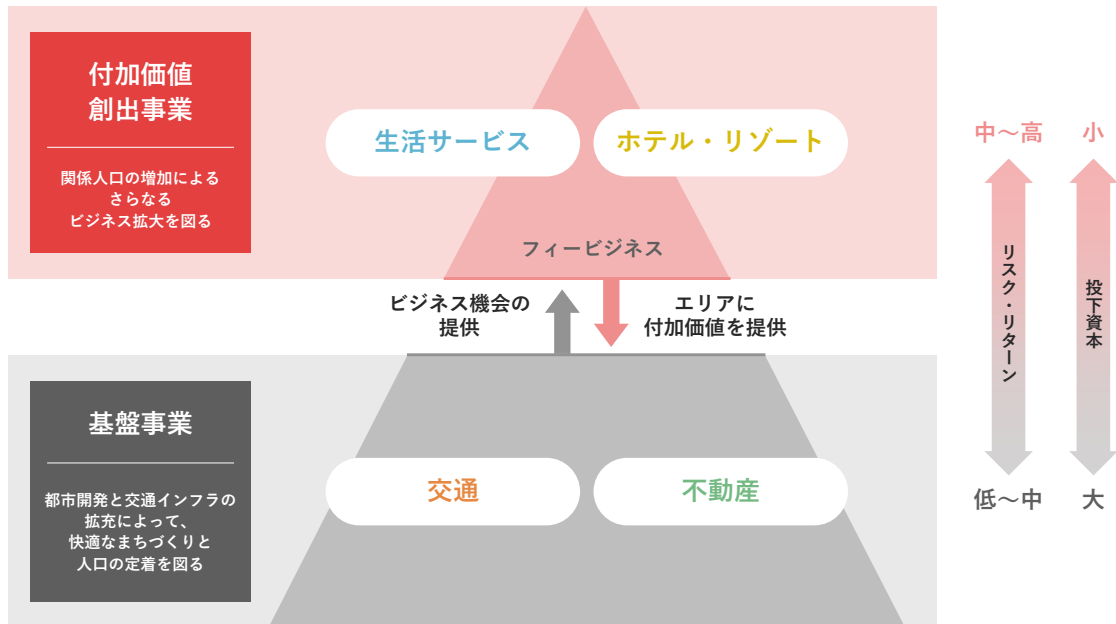 付加価値
創出事業
関係人口の増加による
さらなる
ビジネス拡大を図る
生活サービス
ホテル・リゾート
フィービジネス
中〜高
小
リスク・リターン
投下資本
低〜中
大
ビジネス機会の
提供
エリアに
付加価値を提供
基盤事業
都市開発と交通インフラの
拡充によって、
快適なまちづくりと
人口の定着を図る
交通
不動産